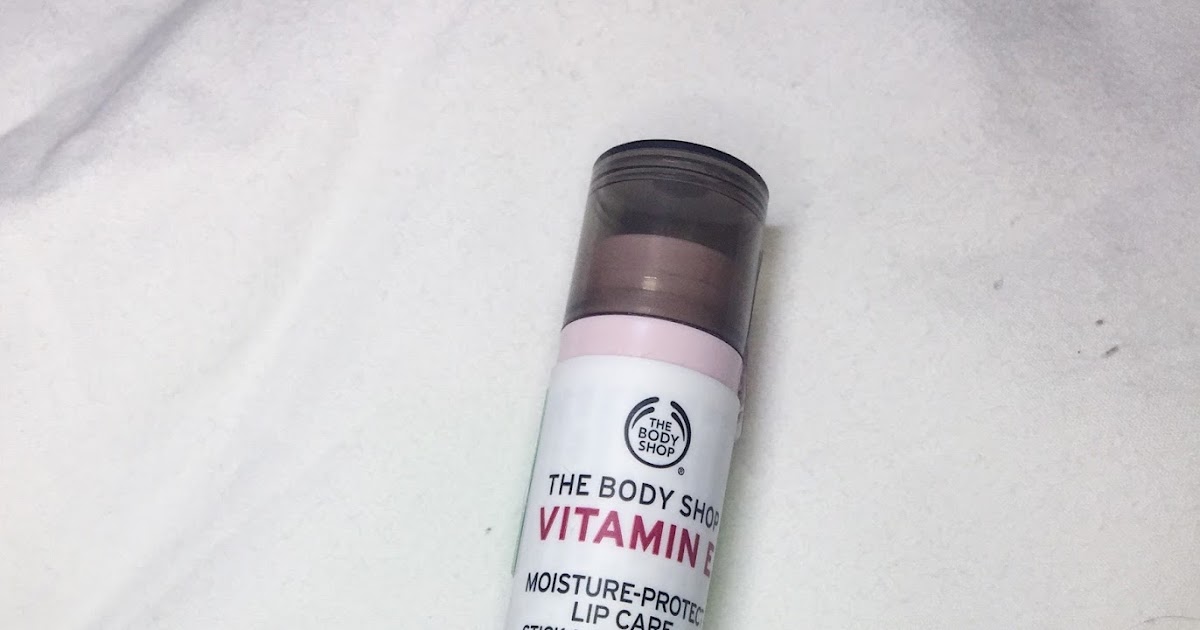 THE
BODY
SHOP
®
THE BODY SHOP
VITAMIN E
MOISTURE-PROTECT
LIP CARE